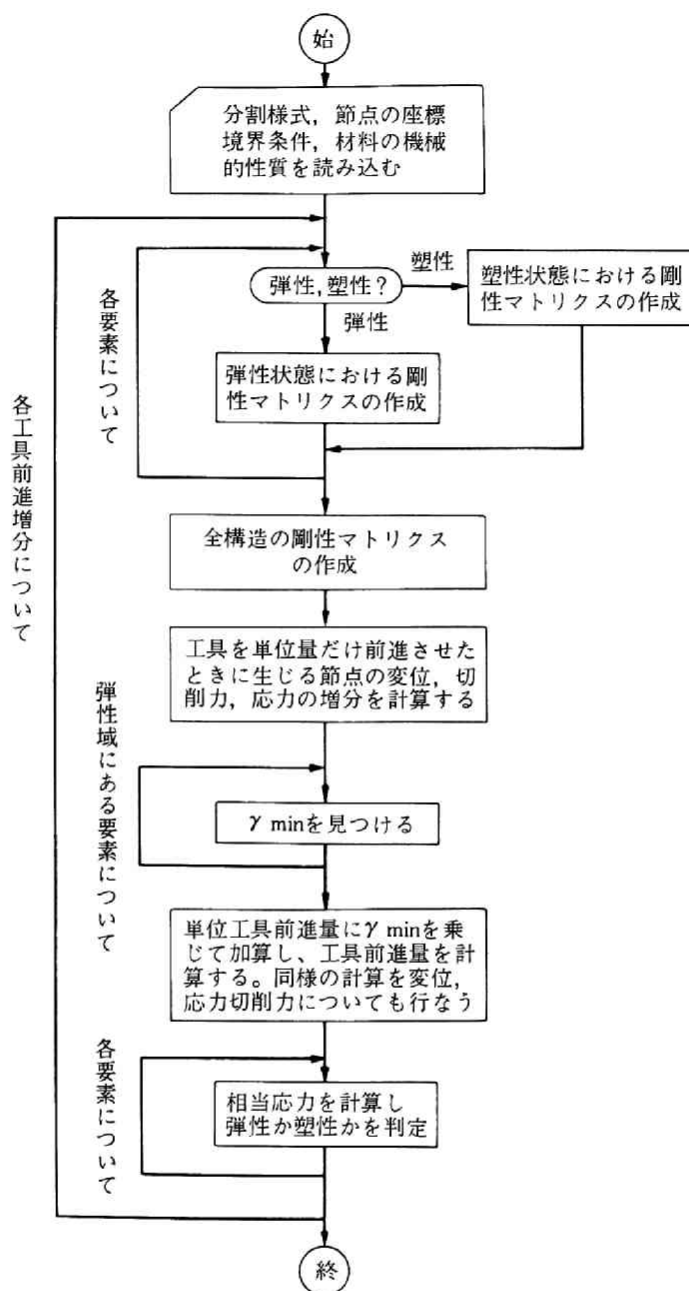 始
分割様式,節点の座標
境界条件,材料の機械
的性質を読み込む
弾性,塑性?
塑性
塑性状態における剛
性マトリクスの作成
弾性
弾性状態における剛
性マトリクスの作成
各要素について
各工具前進増分について
全構造の剛性マトリクス
の作成
工具を単位量だけ前進させた
ときに生じる節点の変位,切
削力,応力の増分を計算する
弾性域にある要素について
γ minを見つける
単位工具前進量にγ minを乗
じて加算し、工具前進量を計
算する。同様の計算を変位,
応力切削力についても行なう
各要素について
相当応力を計算し
弾性か塑性かを判定
終